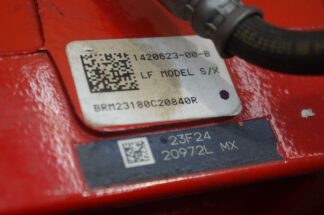 1420623-00-B
LF MODEL S/X
BRM23180C20840R
23F24
20972L MX